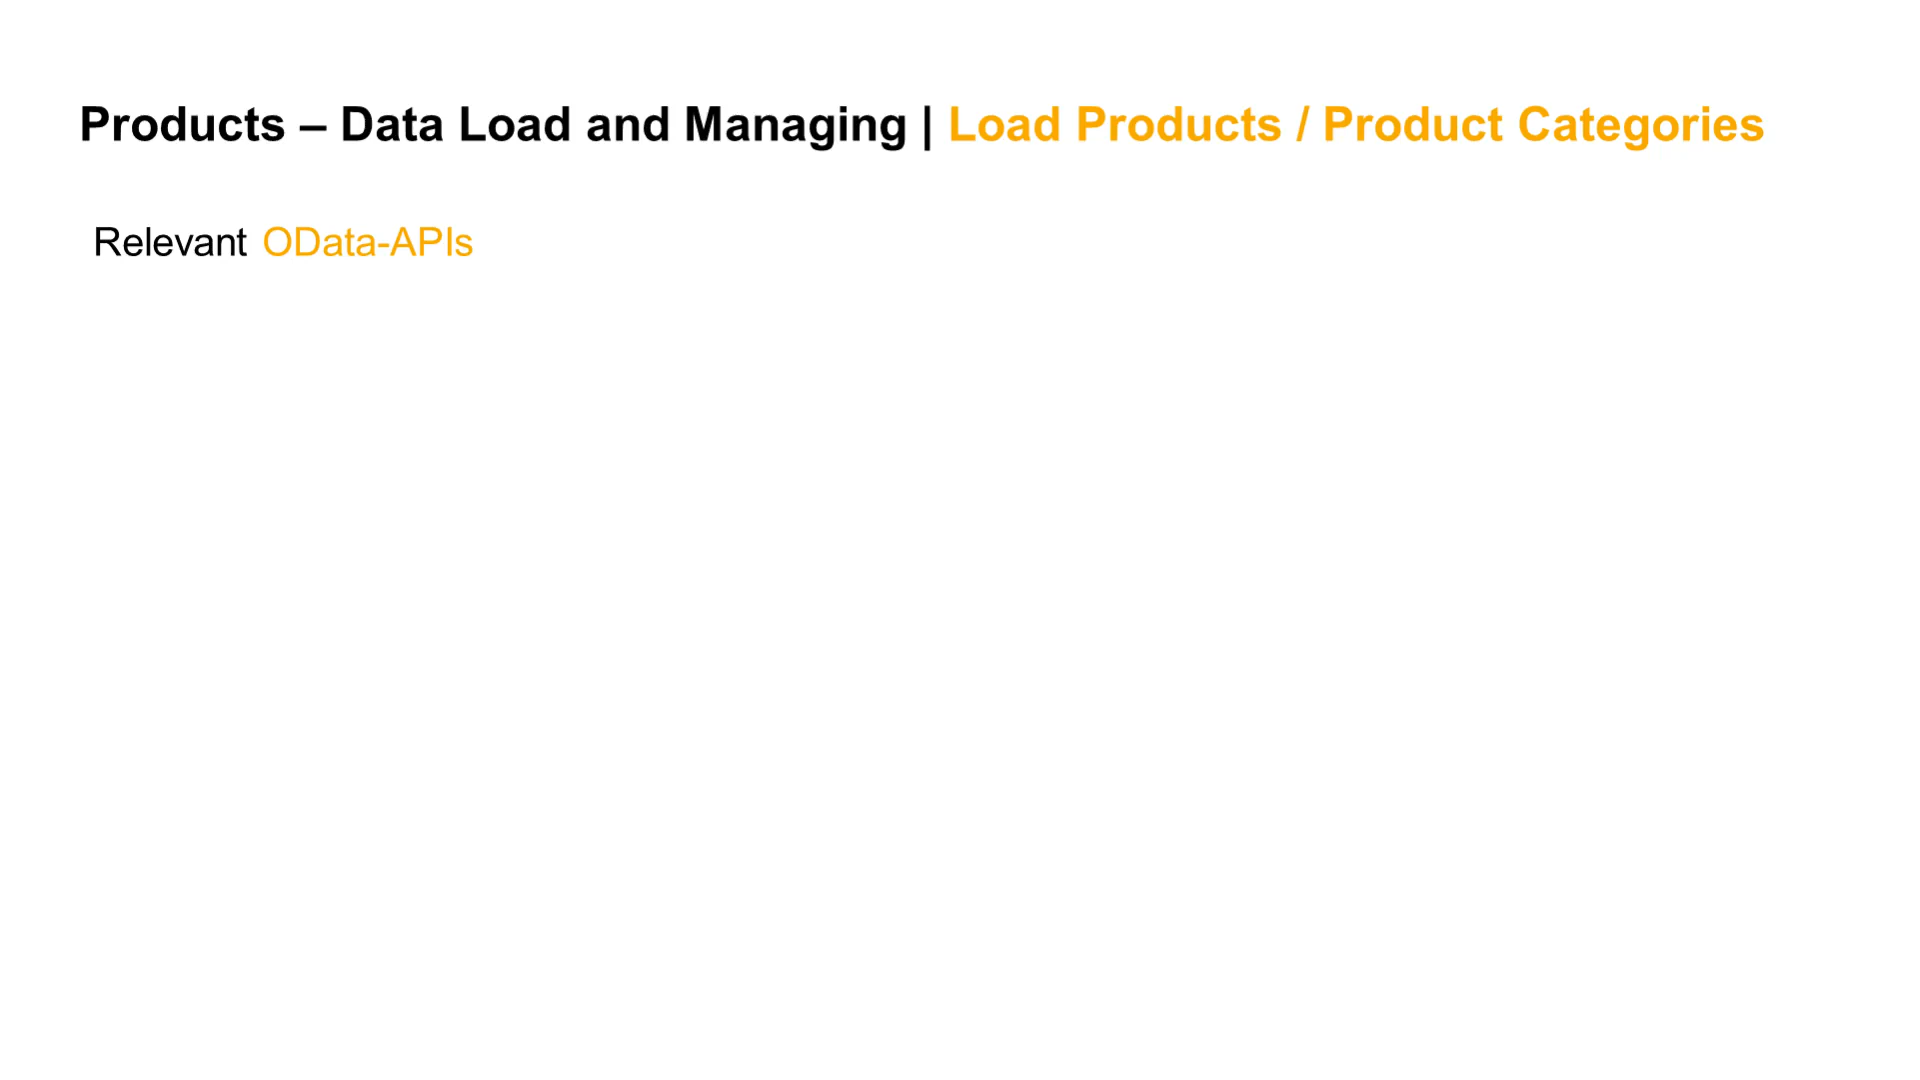 Products – Data Load and Managing | Load Products / Product Categories
Relevant OData-APIs